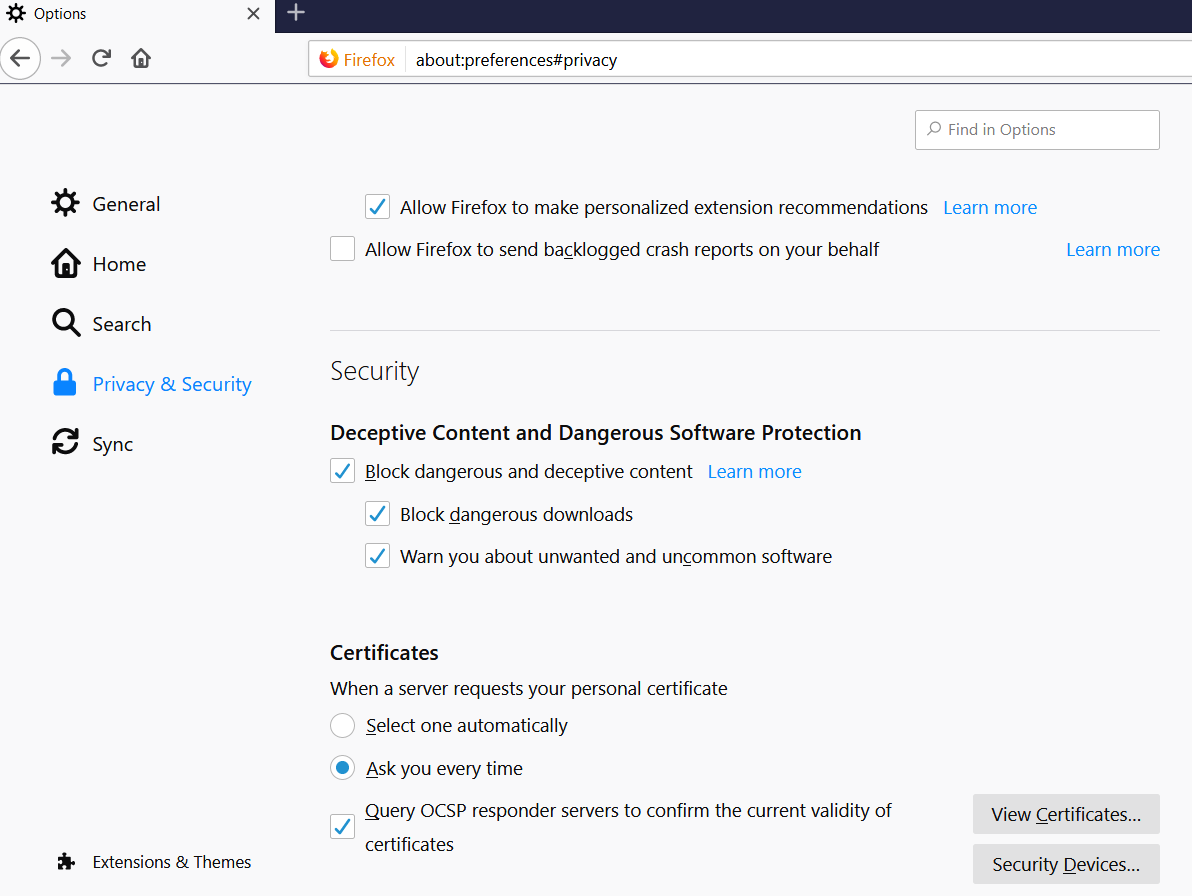 Options
Firefox about:preferences#privacy
Find in Options
General
Home
Search
Privacy & Security
Sync
Extensions & Themes
Allow Firefox to make personalized extension recommendations Learn more
Allow Firefox to send backlogged crash reports on your behalf Learn more
Security
Deceptive Content and Dangerous Software Protection
Block dangerous and deceptive content Learn more
Block dangerous downloads
Warn you about unwanted and uncommon software
Certificates
When a server requests your personal certificate
Select one automatically
Ask you every time
Query OCSP responder servers to confirm the current validity of
certificates
View Certificates...
Security Devices...